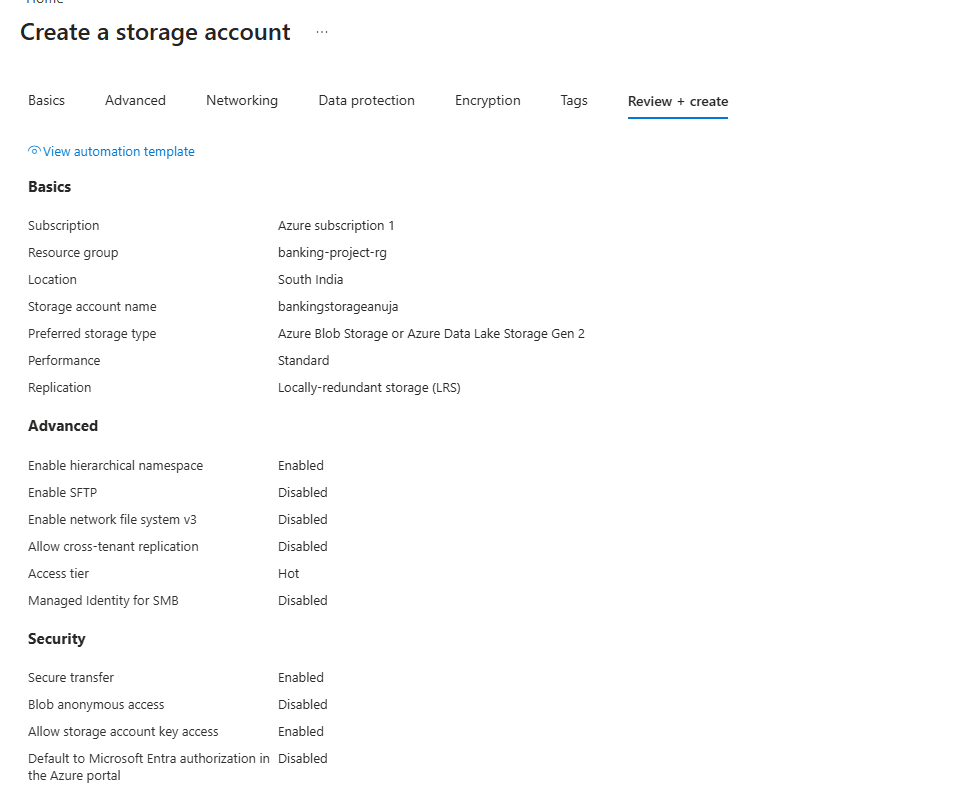 Home
Create a storage account ...
Basics Advanced Networking Data protection Encryption Tags Review + create
View automation template
Basics
Subscription Azure subscription 1
Resource group banking-project-rg
Location South India
Storage account name bankingstorageanuja
Preferred storage type Azure Blob Storage or Azure Data Lake Storage Gen 2
Performance Standard
Replication Locally-redundant storage (LRS)
Advanced
Enable hierarchical namespace Enabled
Enable SFTP Disabled
Enable network file system v3 Disabled
Allow cross-tenant replication Disabled
Access tier Hot
Managed Identity for SMB Disabled
Security
Secure transfer Enabled
Blob anonymous access Disabled
Allow storage account key access Enabled
Default to Microsoft Entra authorization in Disabled
the Azure portal